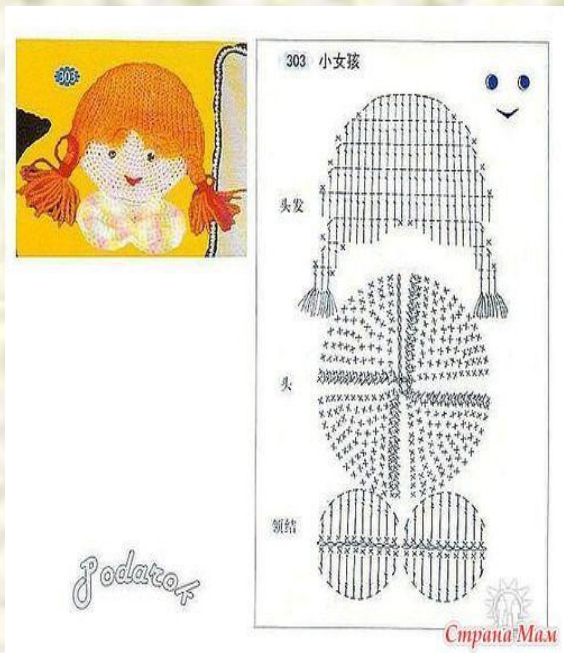 303
303 小女孩
头发
头
领结
Podarok
Страна Мам